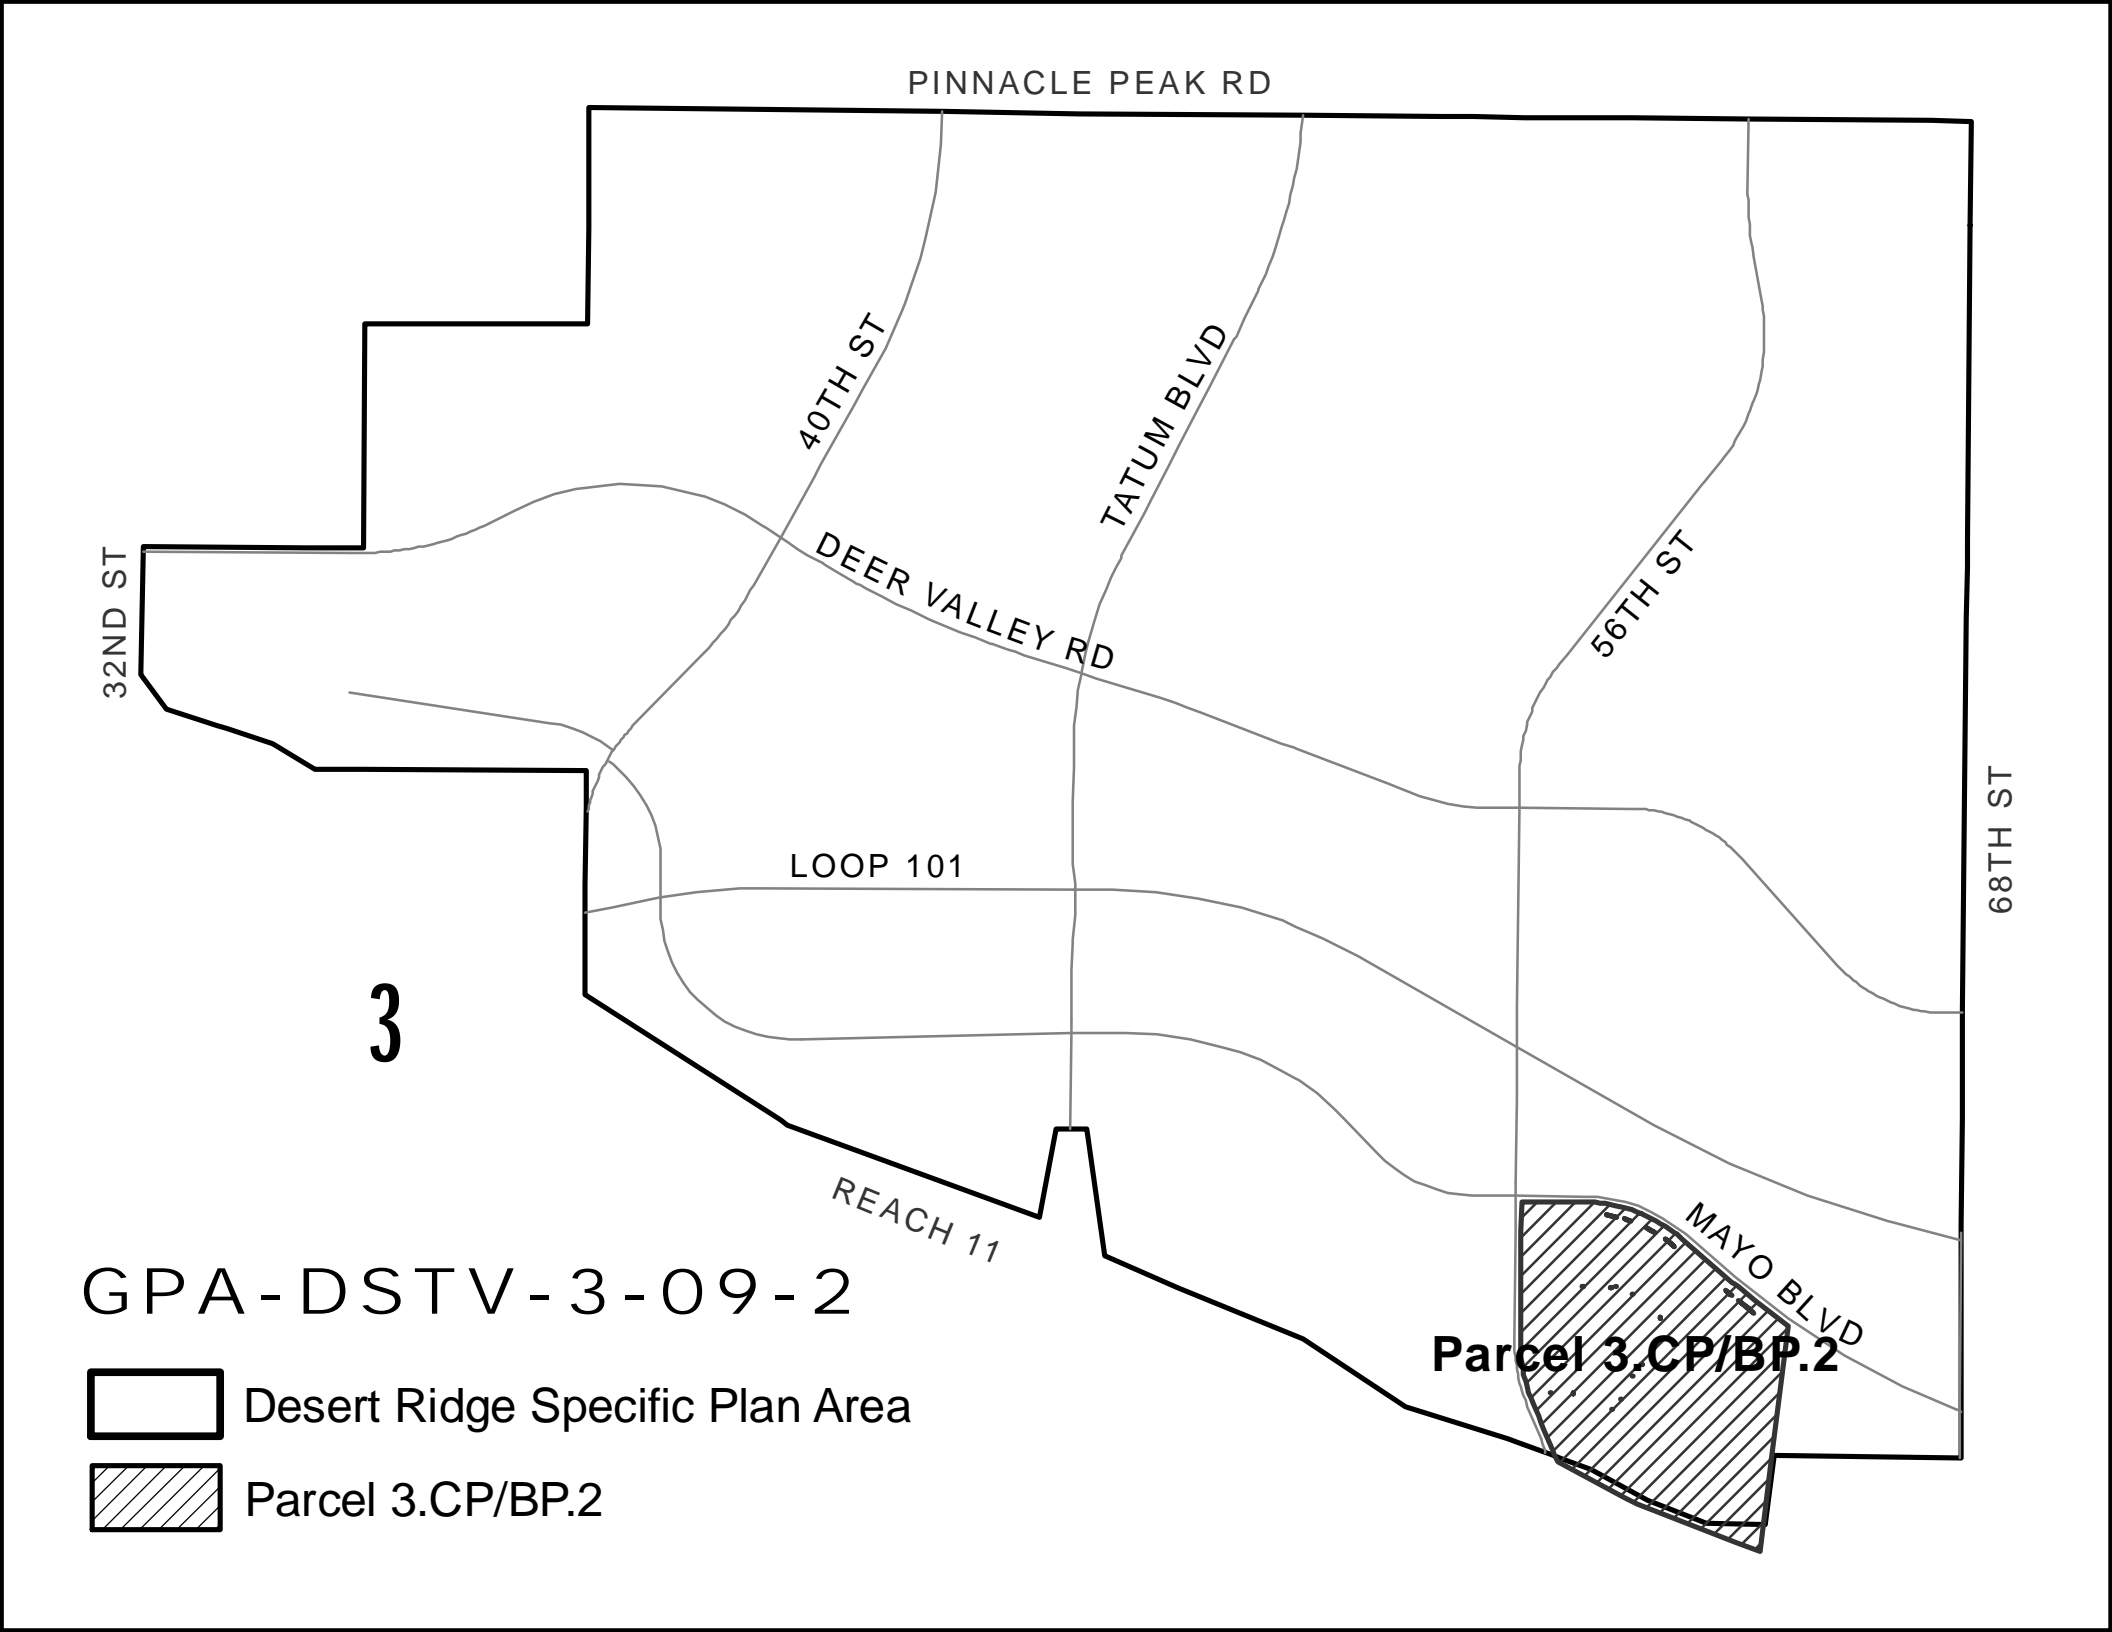 PINNACLE PEAK RD
40TH ST
TATUM BLVD
DEER VALLEY RD
56TH ST
32ND ST
68TH ST
LOOP 101
3
REACH 11
MAYO BLVD
Parcel 3.CP/BP.2
GPA-DSTV-3-09-2
Desert Ridge Specific Plan Area
Parcel 3.CP/BP.2